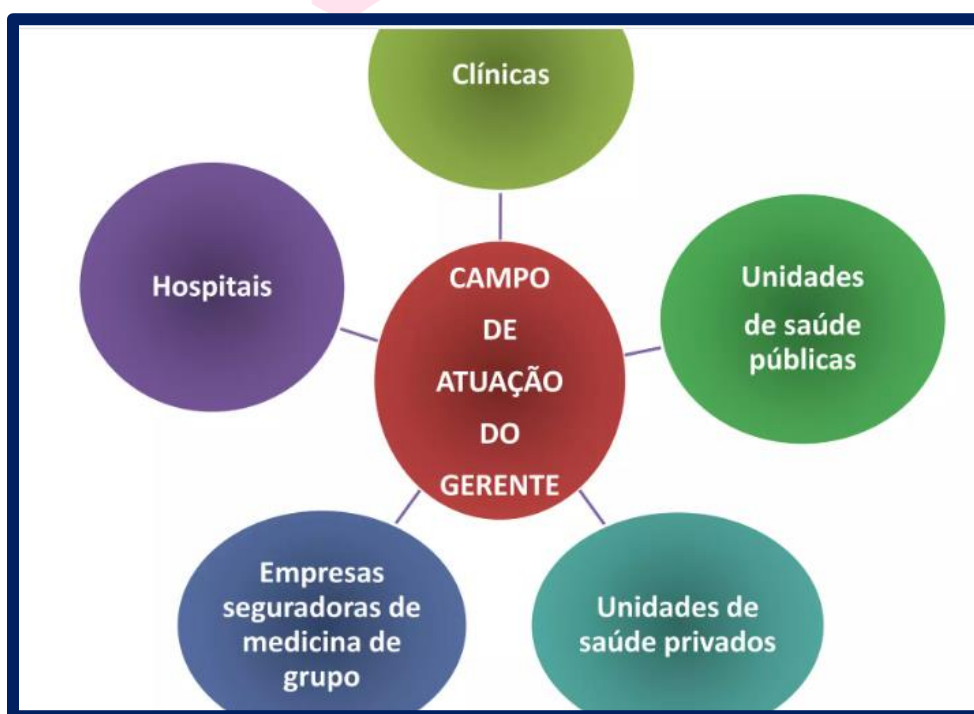 Clínicas
Hospitais
CAMPO
DE
ATUAÇÃO
DO
GERENTE
Unidades
de saúde
públicas
Empresas
seguradoras de
medicina de
grupo
Unidades de
saúde privados